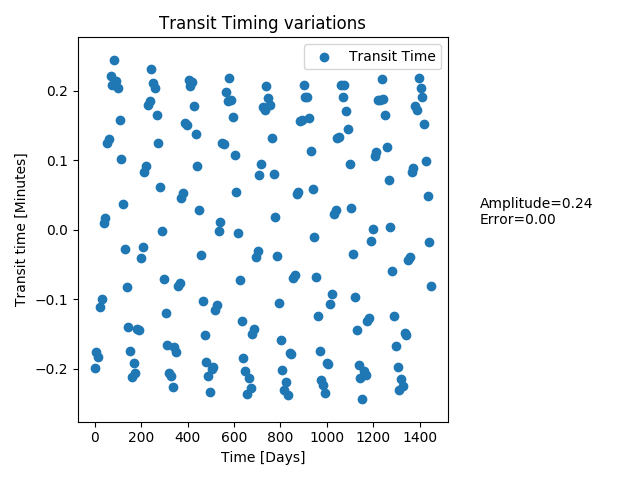 Transit Timing variations
Transit Time
0.2
0.1
0.0
−0.1
−0.2
Transit time [Minutes]
0 200 400 600 800 1000 1200 1400
Time [Days]
Amplitude=0.24
Error=0.00